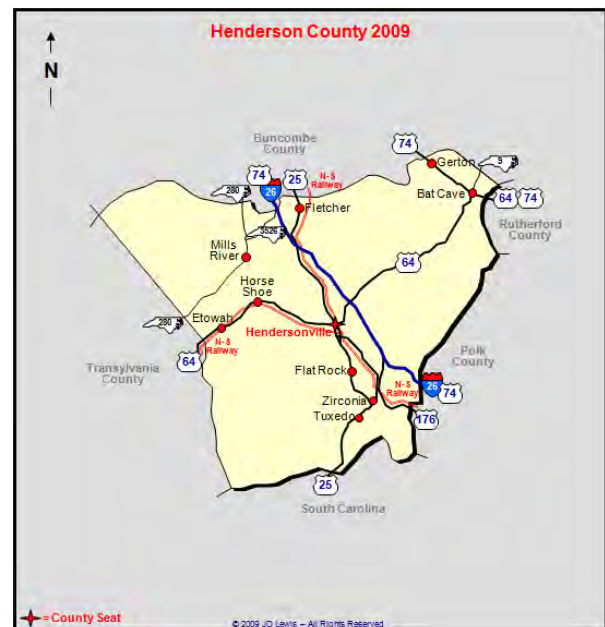 Henderson County 2009
N
Buncombe
County
74
Gerton
9
74
25
N-S
Railway
280
26
Bat Cave
64 74
Fletcher
Rutherford
County
3526
Mills
River
64
Horse
Shoe
280
Etowah
Hendersonville
N-S
Railway
64
Transylvania
County
Polk
County
Flat Rock
N-S
Railway
26
74
Zirconia
Tuxedo
176
25
South Carolina
= County Seat
© 2009 JD Lewis – All Rights Reserved